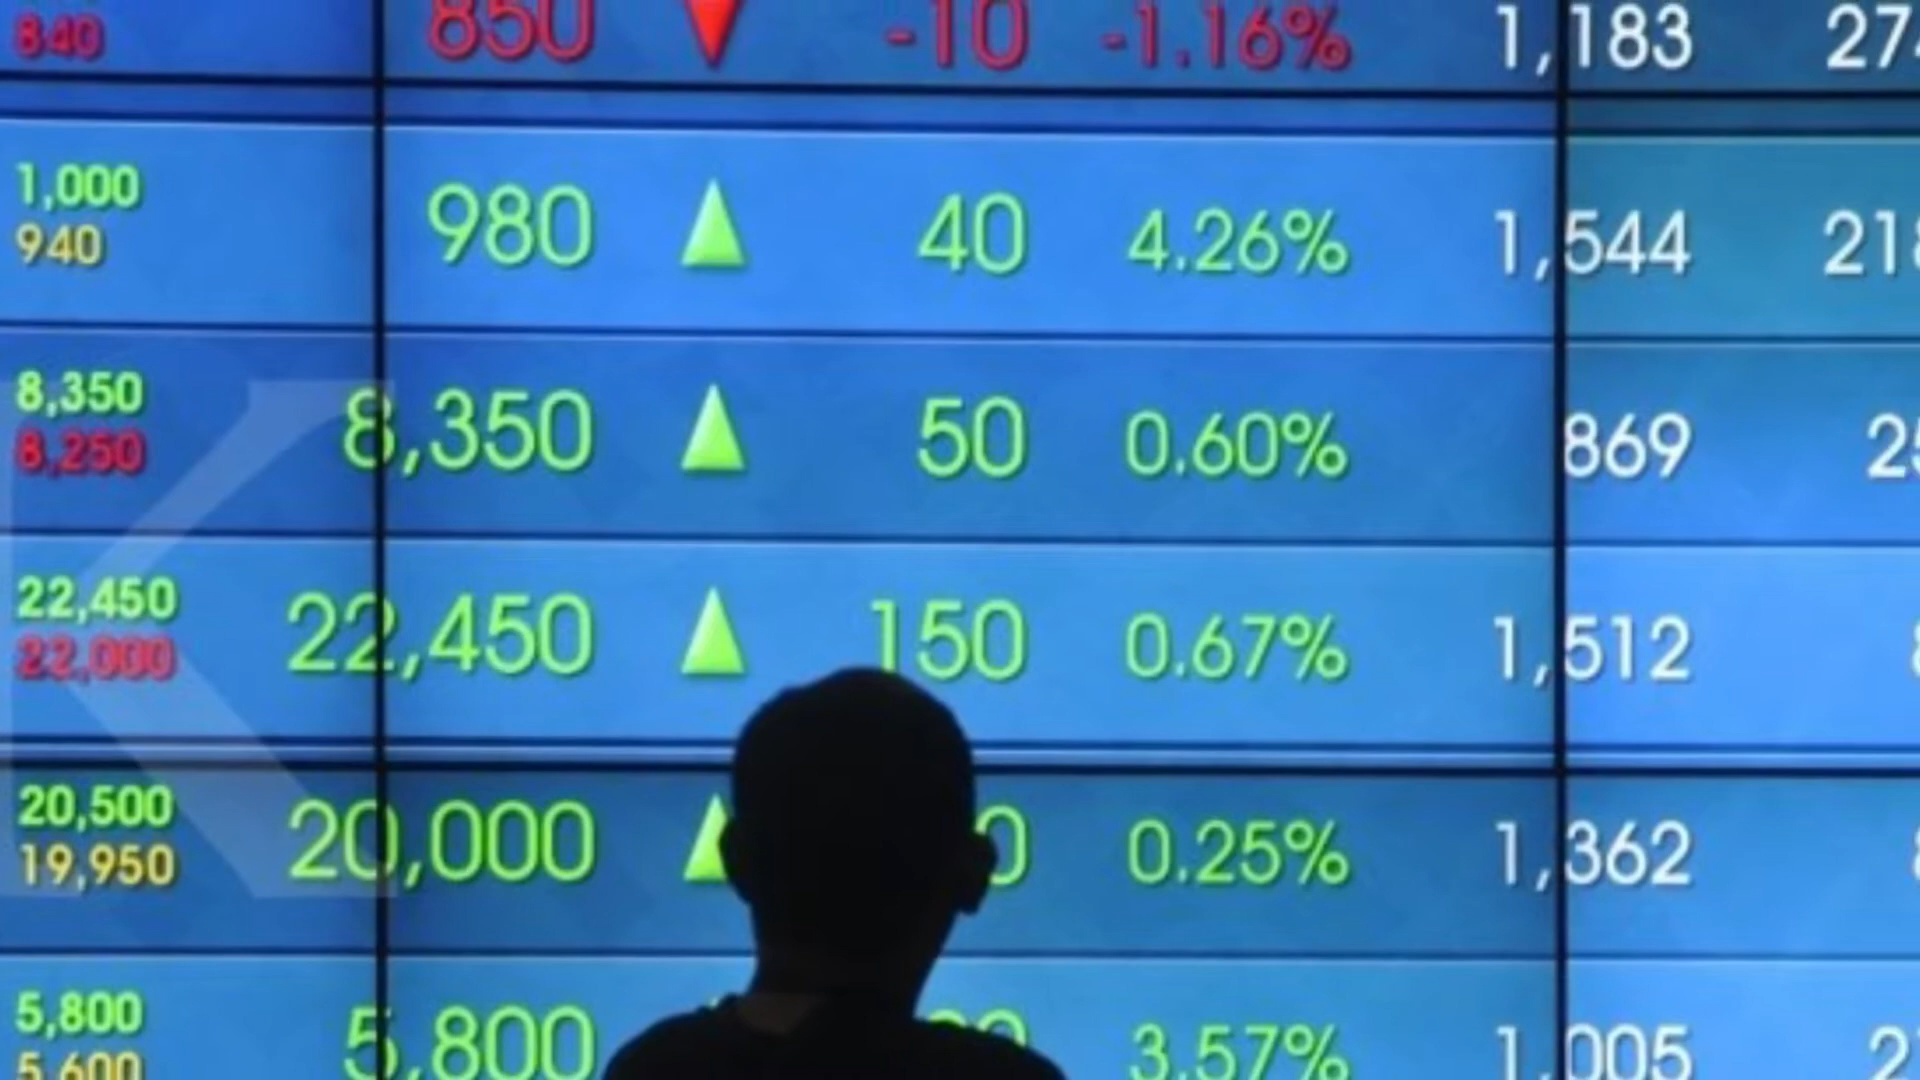 840 850 -10 -1.16% 1,183
1,000
940 980 40 4.26% 1,544
8,350
8,250 8,350 50 0.60% 869
22,450
22,000 22,450 150 0.67% 1,512
20,500
19,950 20,000 0.25% 1,362
5,800
5,600 5,800 3.57% 1,005